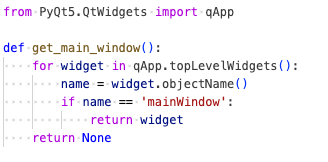 from PyQt5.QtWidgets import qApp

def get_main_window():
    for widget in qApp.topLevelWidgets():
        name = widget.objectName()
        if name == 'mainWindow':
            return widget
    return None